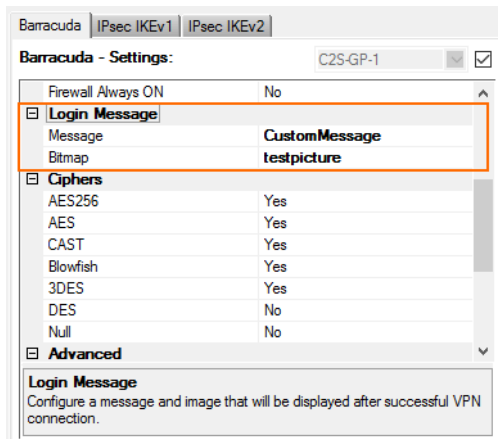 Barracuda IPsec IKEv1 IPsec IKEv2
Barracuda - Settings: C2S-GP-1
Firewall Always ON No
Login Message
Message CustomMessage
Bitmap testpicture
Ciphers
AES256 Yes
AES Yes
CAST Yes
Blowfish Yes
3DES Yes
DES No
Null No
Advanced
Login Message
Configure a message and image that will be displayed after successful VPN
connection.